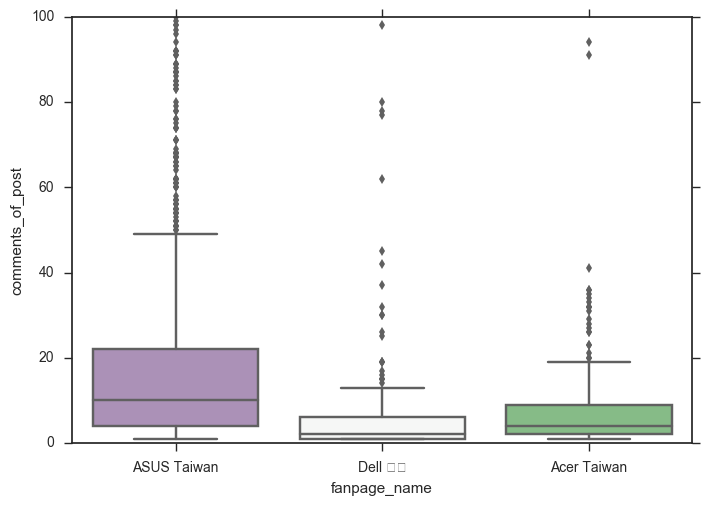 100
80
60
40
20
0
comments_of_post
ASUS Taiwan
Dell
Acer Taiwan
fanpage_name